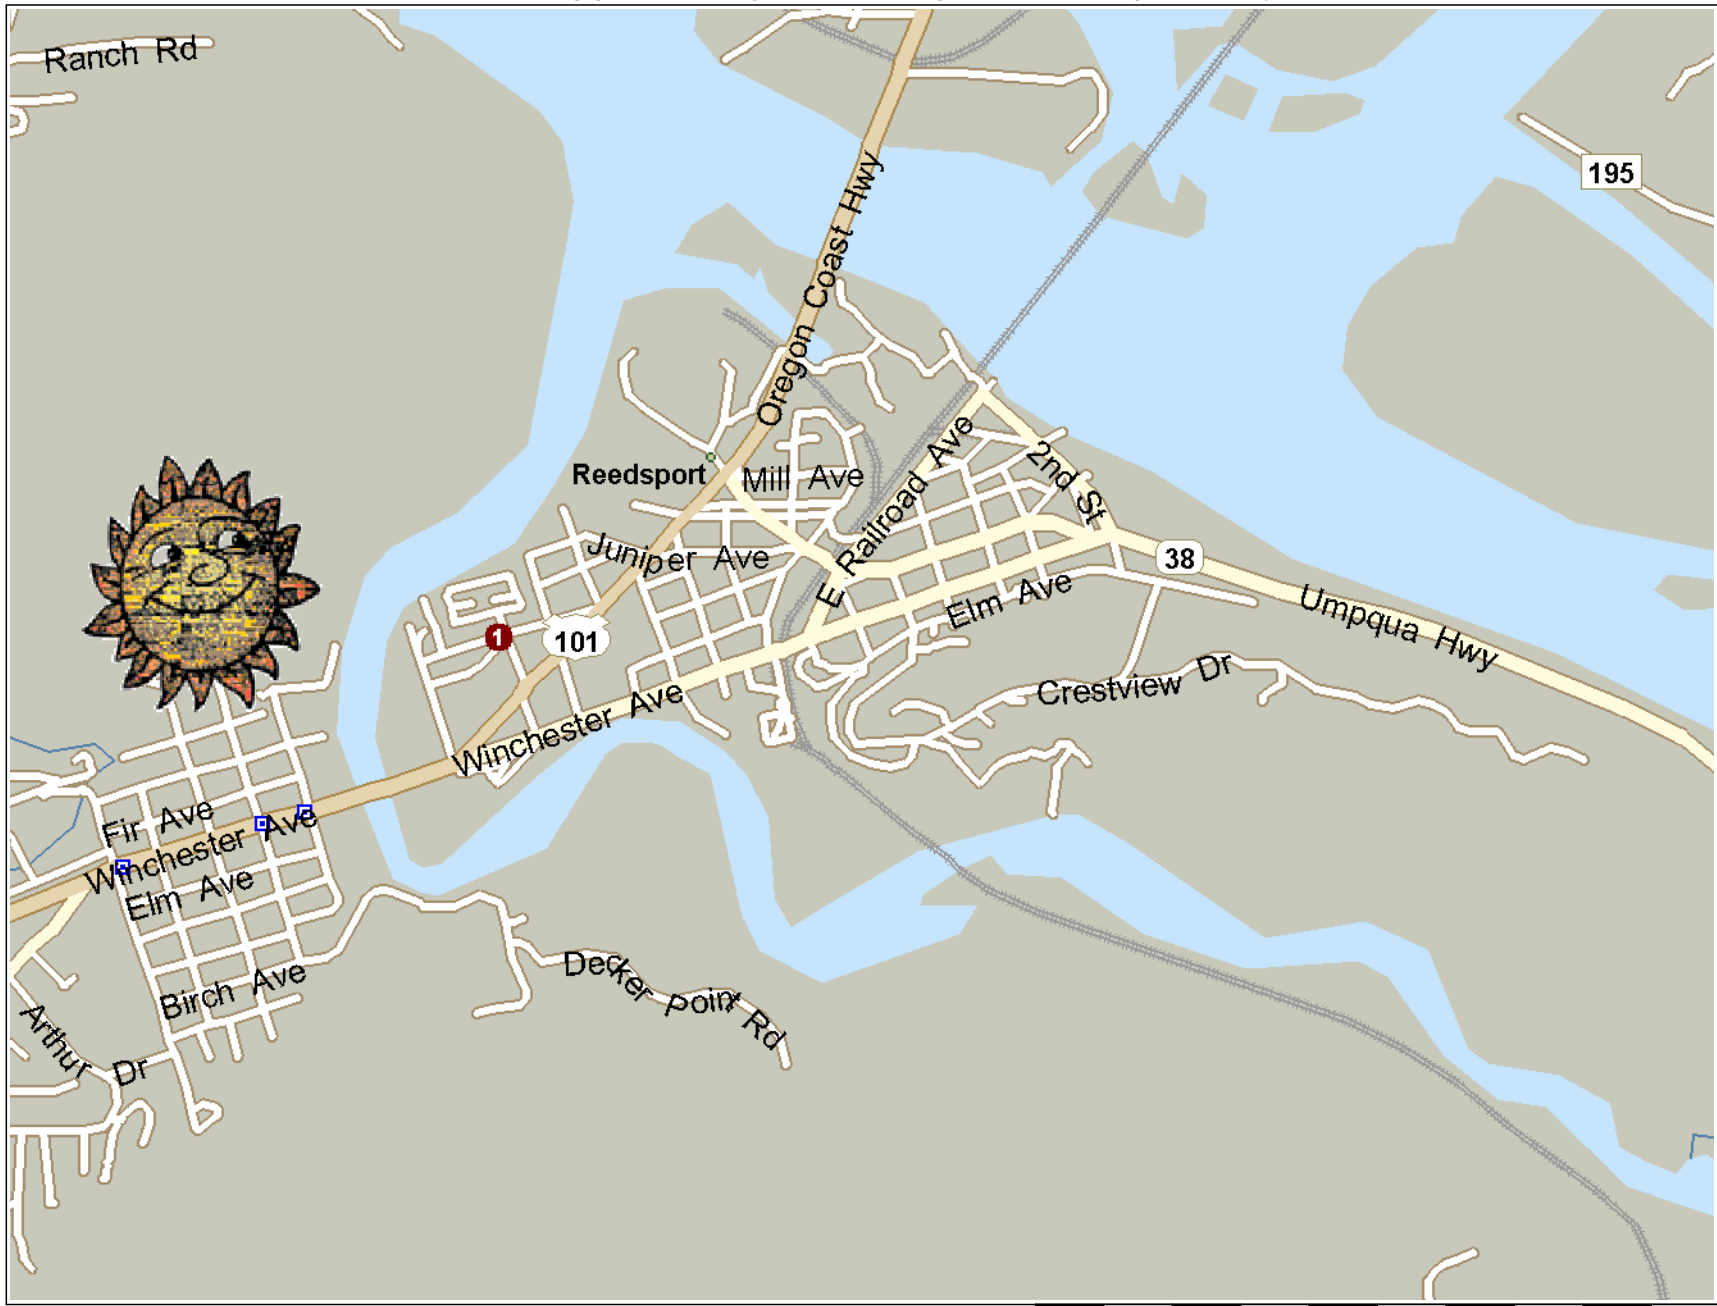 Ranch Rd
195
Oregon Coast Hwy
Reedsport
Mill Ave
E Railroad Ave
2nd St
Juniper Ave
38
Elm Ave
Umpqua Hwy
1
101
Crestview Dr
Winchester Ave
Fir Ave
Winchester Ave
Elm Ave
Birch Ave
Decker Point Rd
Arthur Dr